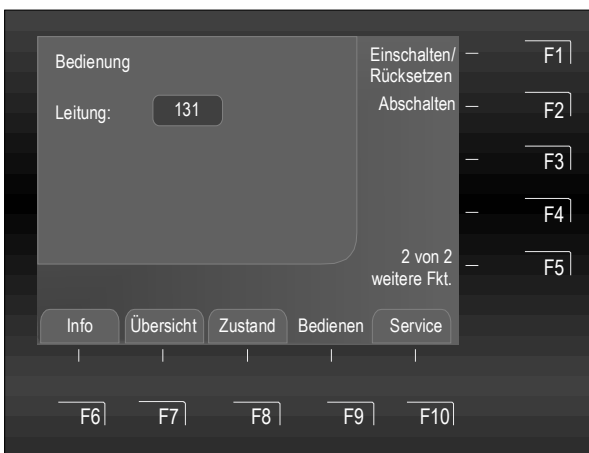 Bedienung
Leitung: 131
Einschalten/
Rücksetzen
Abschalten
2 von 2
weitere Fkt.
F1
F2
F3
F4
F5
Info Übersicht Zustand Bedienen Service
F6 F7 F8 F9 F10